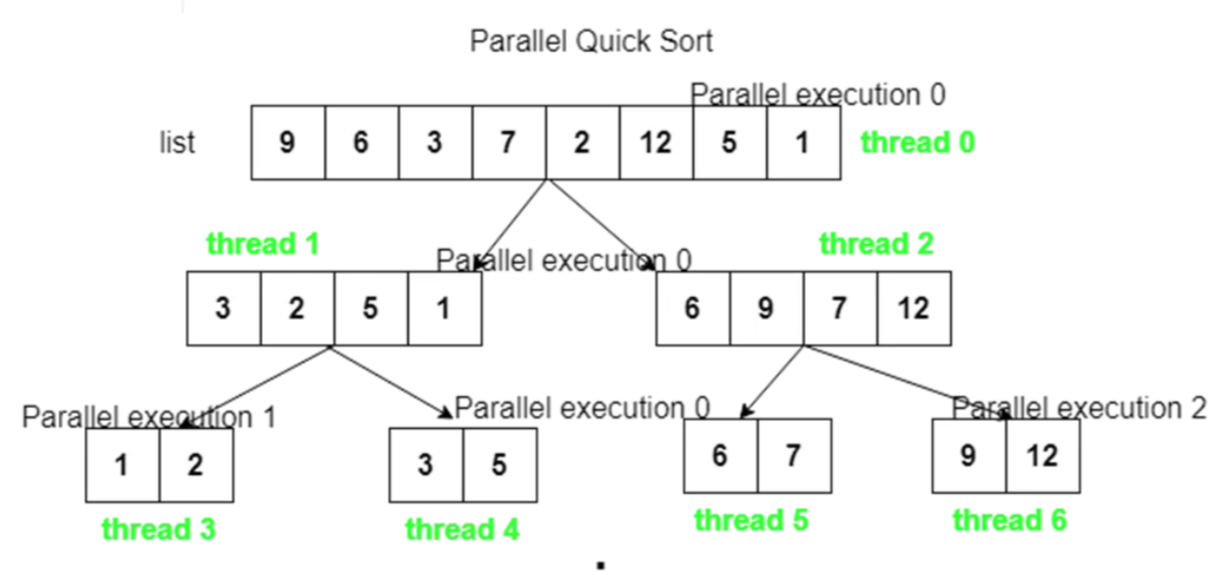 Parallel Quick Sort
Parallel execution 0
list 9 6 3 7 2 12 5 1 thread 0
thread 1 thread 2
Parallel execution 0
3 2 5 1 6 9 7 12
Parallel execution 1 Parallel execution 0 Parallel execution 2
1 2 3 5 6 7 9 12
thread 3 thread 4 thread 5 thread 6